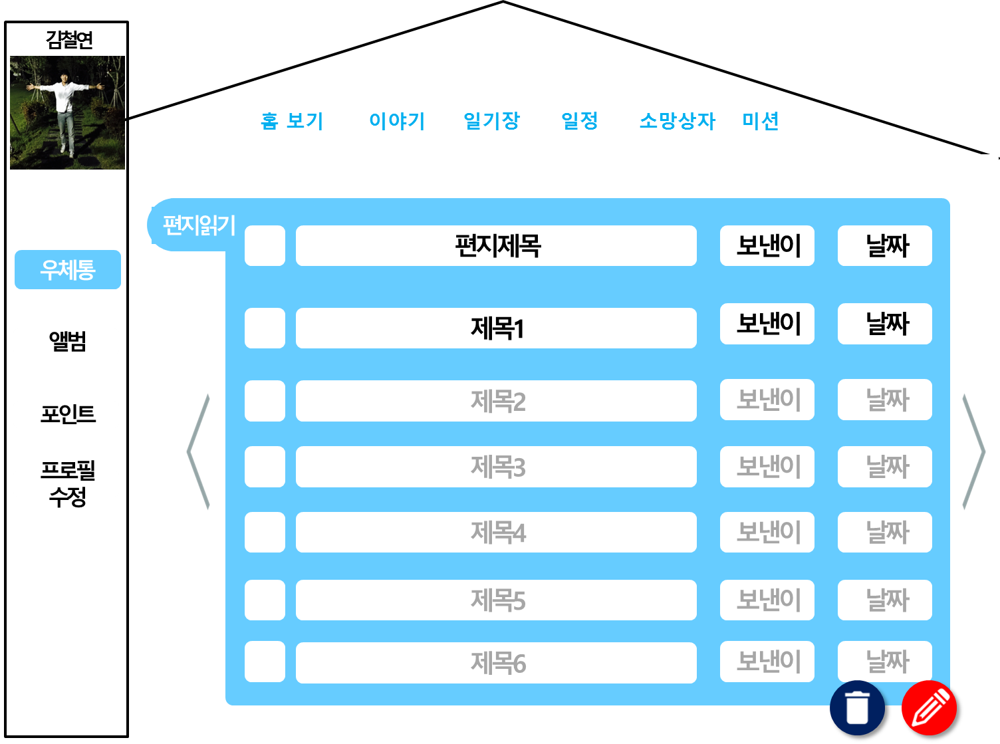 김철연
홈 보기 이야기 일기장 일정 소망상자 미션
우체통
앨범
포인트
프로필
수정
편지읽기
편지제목 보낸이 날짜
제목1 보낸이 날짜
제목2 보낸이 날짜
제목3 보낸이 날짜
제목4 보낸이 날짜
제목5 보낸이 날짜
제목6 보낸이 날짜